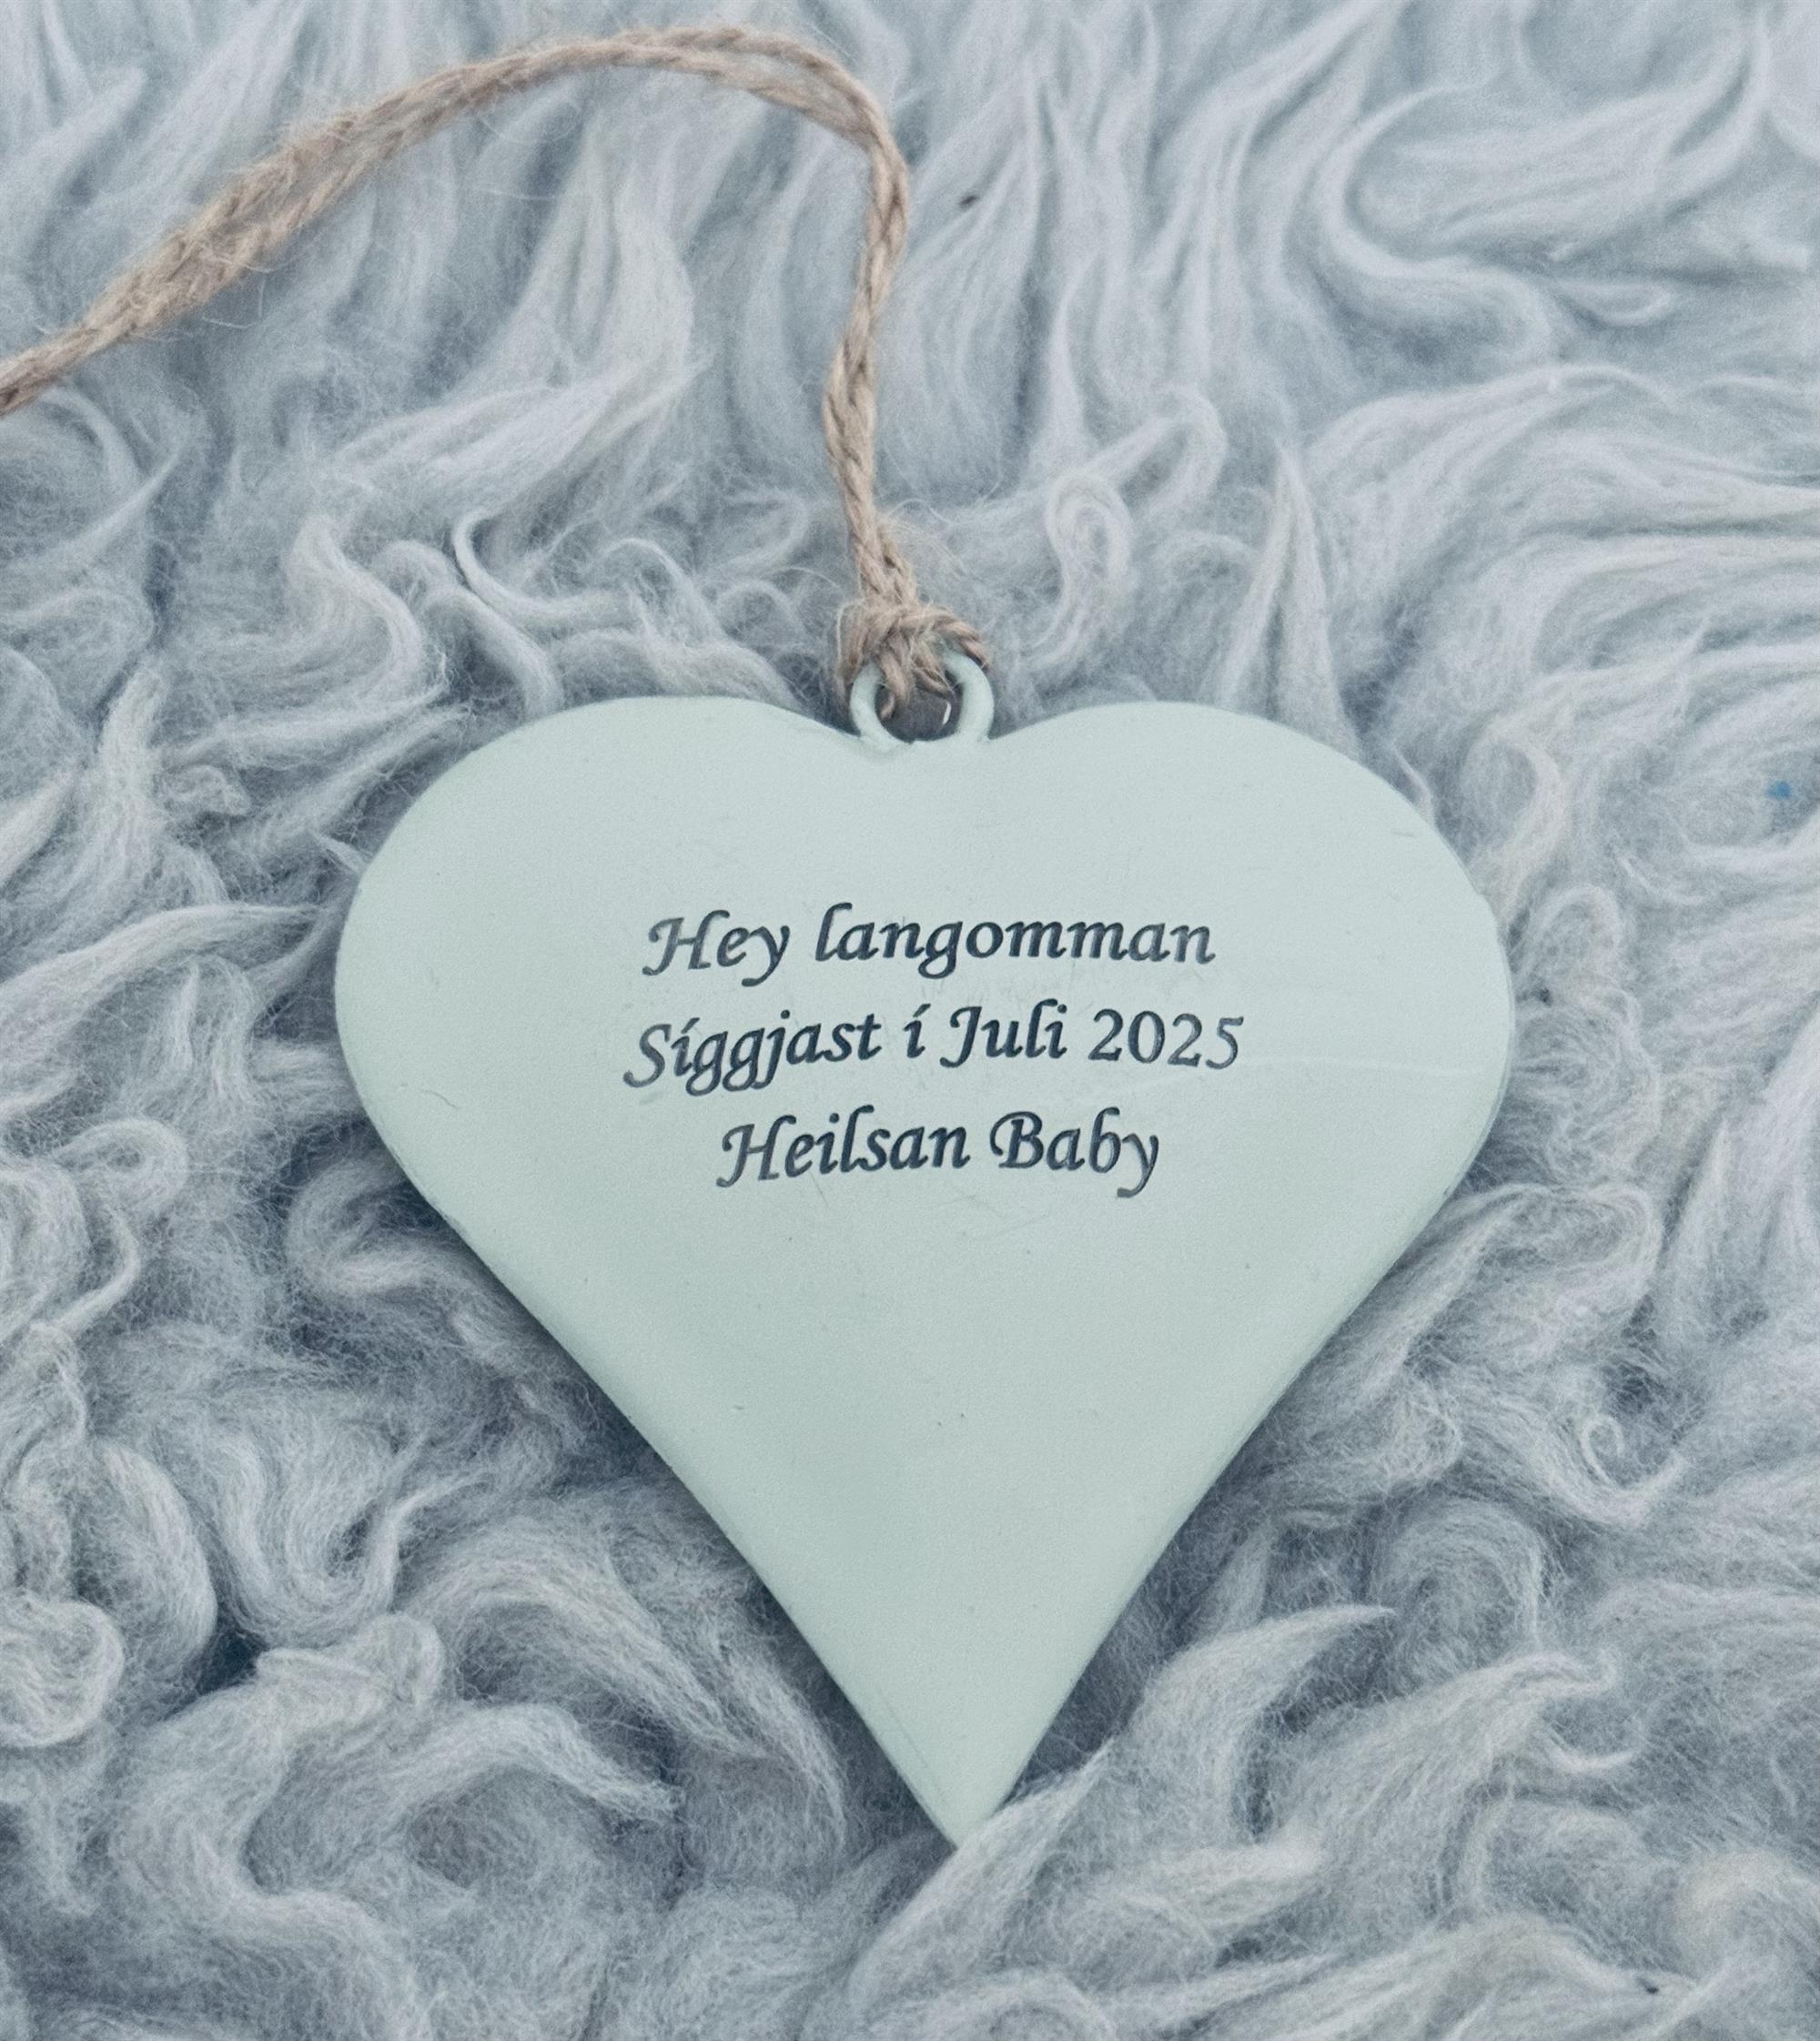 Hey langomman
Síggjast í Juli 2025
Heilsan Baby